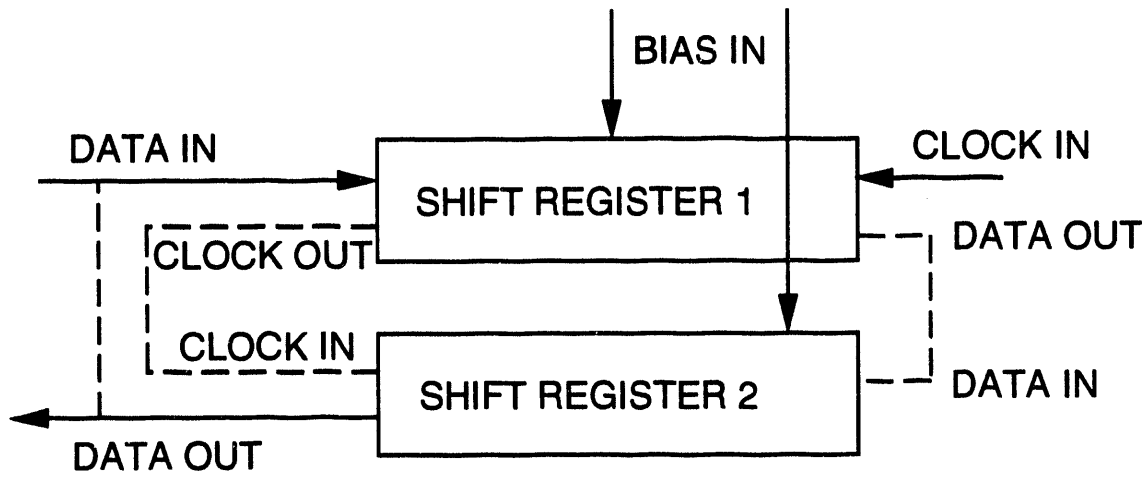 BIAS IN
DATA IN
CLOCK IN
SHIFT REGISTER 1
CLOCK OUT
DATA OUT
CLOCK IN
SHIFT REGISTER 2
DATA IN
DATA OUT